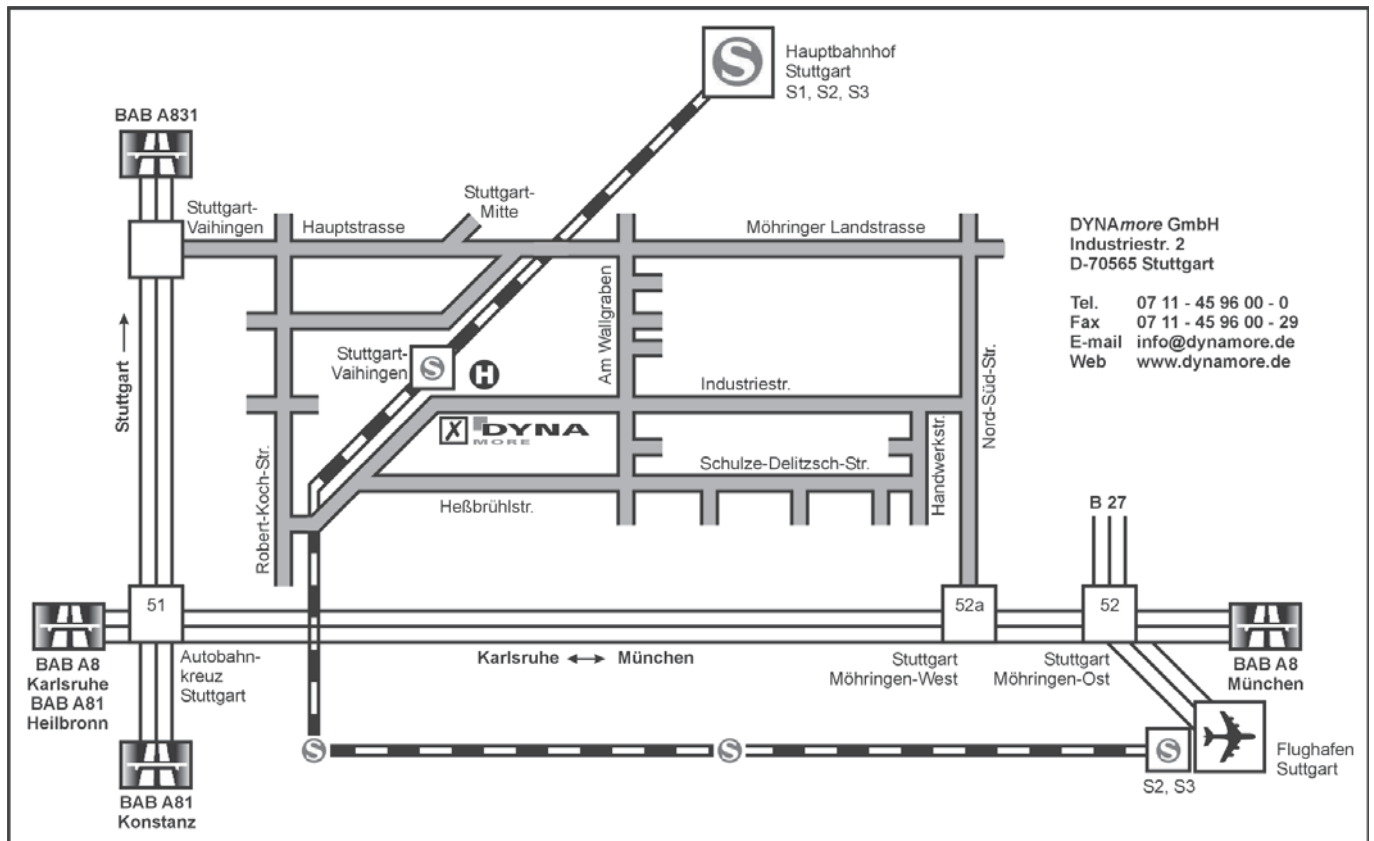 Hauptbahnhof
Stuttgart
S1, S2, S3
S
BAB A831
Stuttgart-
Vaihingen
Hauptstrasse
Stuttgart-
Mitte
Möhringer Landstrasse
DYNAmore GmbH
Industriestr. 2
D-70565 Stuttgart
Tel. 07 11 - 45 96 00 - 0
Fax 07 11 - 45 96 00 - 29
E-mail info@dynamore.de
Web www.dynamore.de
Stuttgart
Am Wallgraben
Stuttgart-
Vaihingen
S
H
Industriestr.
Nord-Süd-Str.
X DYNA
MORE
Robert-Koch-Str.
Schulze-Delitzsch-Str.
Handwerkstr.
Heßbrühlstr.
B 27
51
52a
52
BAB A8
Karlsruhe
BAB A81
Heilbronn
Autobahn-
kreuz
Stuttgart
Karlsruhe ↔ München
Stuttgart
Möhringen-West
Stuttgart
Möhringen-Ost
BAB A8
München
S
S
S
S2, S3
Flughafen
Suttgart
BAB A81
Konstanz